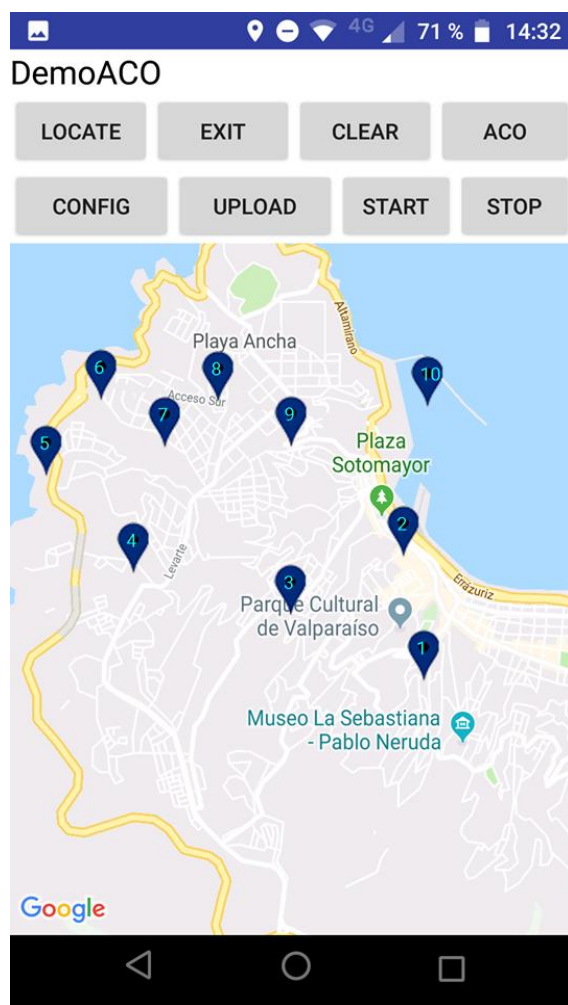 4G 71 % 14:32
DemoACO
LOCATE EXIT CLEAR ACO
CONFIG UPLOAD START STOP
Altamirano
Playa Ancha
6
8
10
Acceso Sur
7
9
5
Plaza
Sotomayor
2
4
Levarte
3
Errázuriz
Parque Cultural
de Valparaíso
1
Museo La Sebastiana
- Pablo Neruda
Google